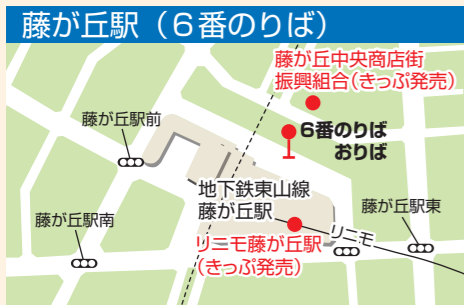 藤が丘駅（６番のりば）
藤が丘中央商店街
振興組合（きっぷ発売）
藤が丘駅前
6番のりば
おりば
地下鉄東山線
藤が丘駅
藤が丘駅南
藤が丘駅東
リニモ
リニモ藤が丘駅
（きっぷ発売）